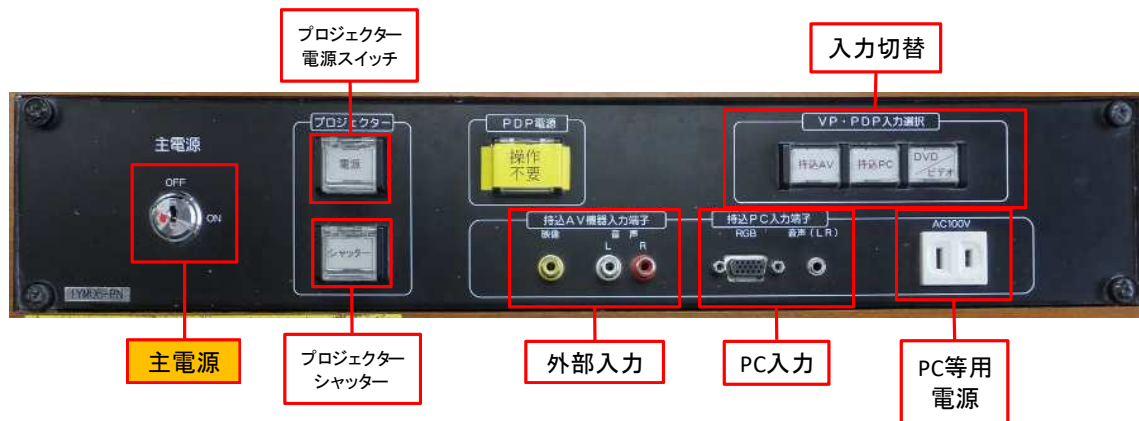 プロジェクター
電源スイッチ
入力切替
主電源
OFF
ON
プロジェクター
電源
シャッター
PDP電源
操作
不要
VP・PDP入力選択
持込AV
持込PC
DVD
ビデオ
持込AV機器入力端子
映像
音 声
L
R
持込PC入力端子
RGB
音声(LR)
AC100V
主電源
プロジェクター
シャッター
外部入力
PC入力
PC等用
電源